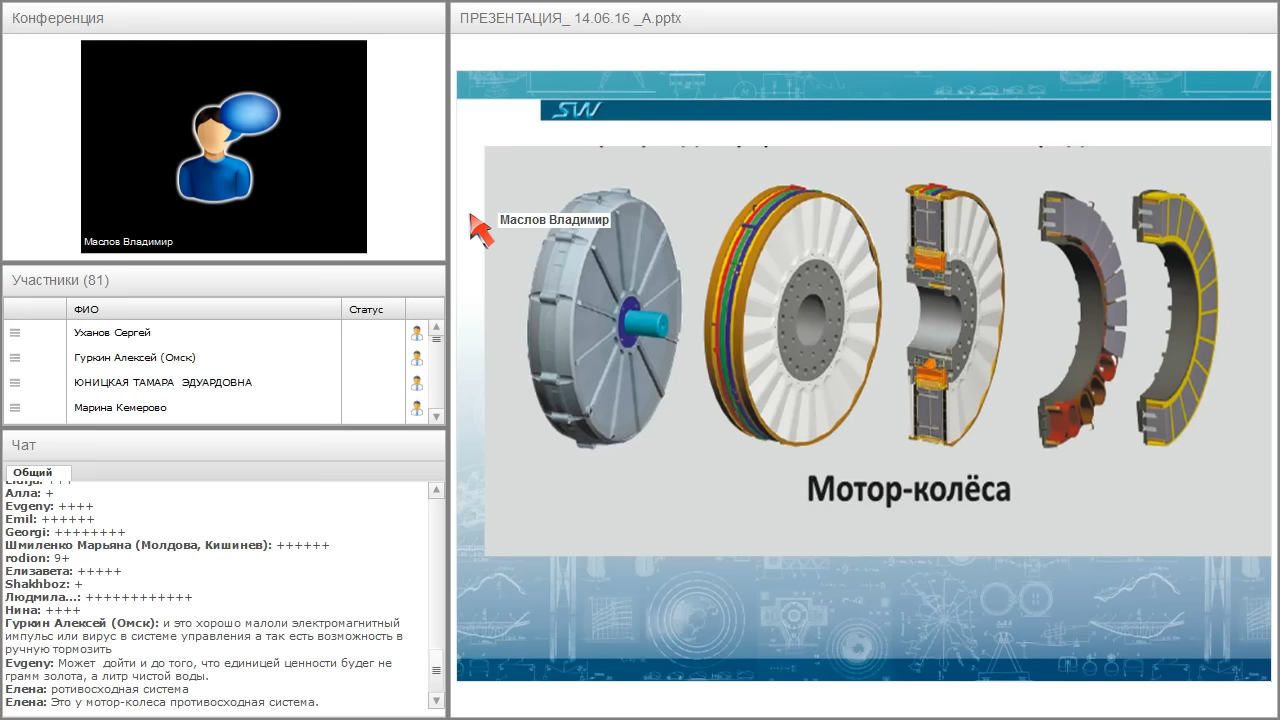 Конференция
Маслов Владимир
Участники (81)
ФИО
Статус
Уханов Сергей
Гуркин Алексей (Омск)
ЮНИЦКАЯ ТАМАРА ЭДУАРДОВНА
Марина Кемерово
Чат
Общий
Алла: +
Evgeny: ++++
Emil: ++++++
Georgi: ++++++++
Шмиленко Марьяна (Молдова, Кишинев): ++++++
rodion: 9+
Елизавета: +++++
Shakhboz: +
Людмила...: ++++++++++++
Нина: ++++
Гуркин Алексей (Омск): и это хорошо малоли электромагнитный
импульс или вирус в системе управления а так есть возможность в
ручную тормозить
Evgeny: Может дойти и до того, что единицей ценности будет не
грамм золота, а литр чистой воды.
Елена: ротивосходная система
Елена: Это у мотор-колеса противосходная система.
ПРЕЗЕНТАЦИЯ_ 14.06.16 _A.pptx
SW
Маслов Владимир
Мотор-колёса